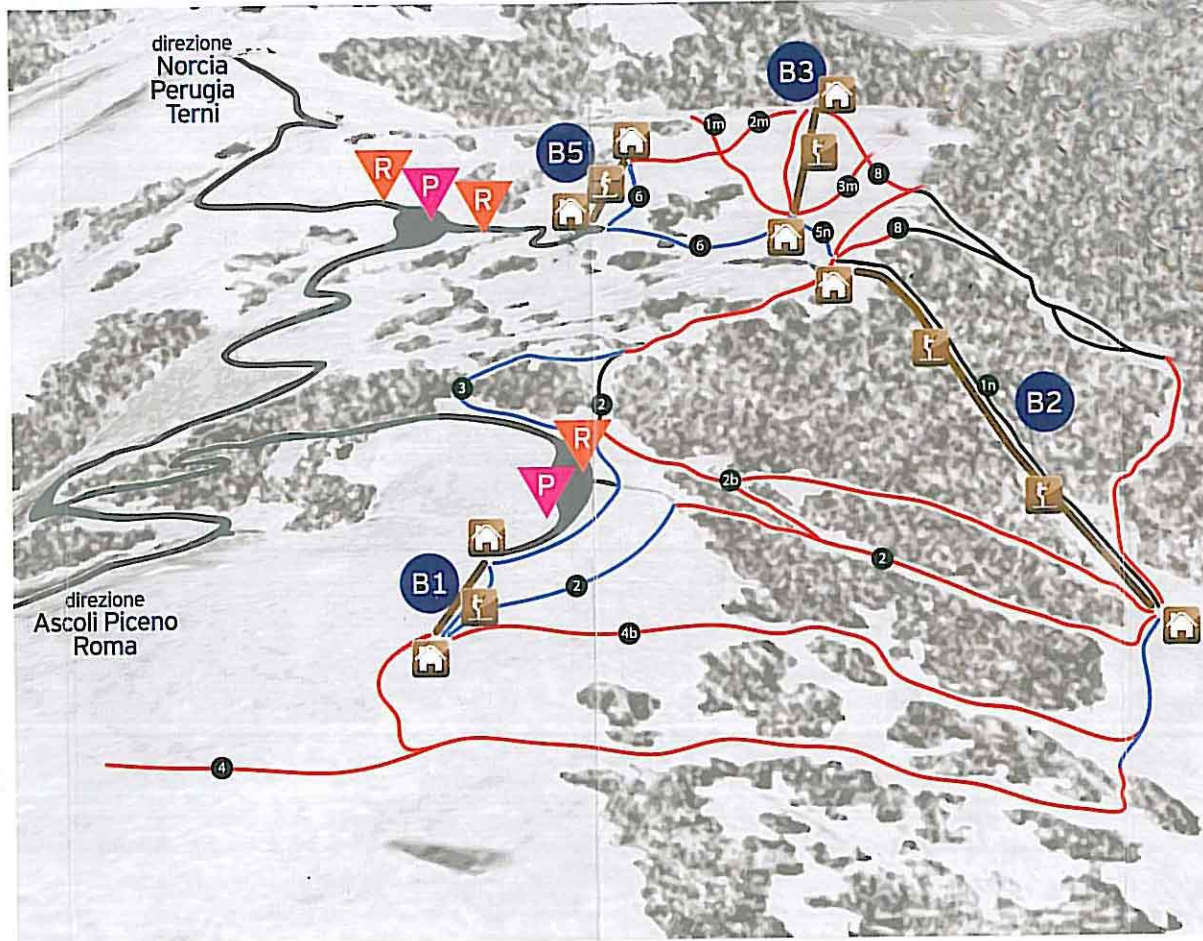 direzione
Norcia
Perugia
Terni
B3
1m
2m
B5
R
P
R
3m
8
6
6
5n
8
3
2
1n
B2
R
P
2b
2
B1
2
direzione
Ascoli Piceno
Roma
4b
4